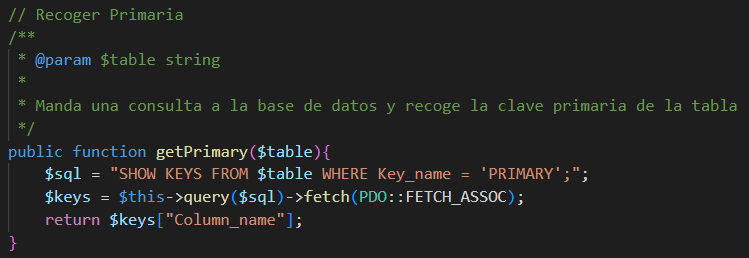 // Recoger Primaria
/**
 * @param $table string
 *
 * Manda una consulta a la base de datos y recoge la clave primaria de la tabla
 */
public function getPrimary($table){
    $sql = "SHOW KEYS FROM $table WHERE Key_name = 'PRIMARY';";
    $keys = $this->query($sql)->fetch(PDO::FETCH_ASSOC);
    return $keys["Column_name"];
}